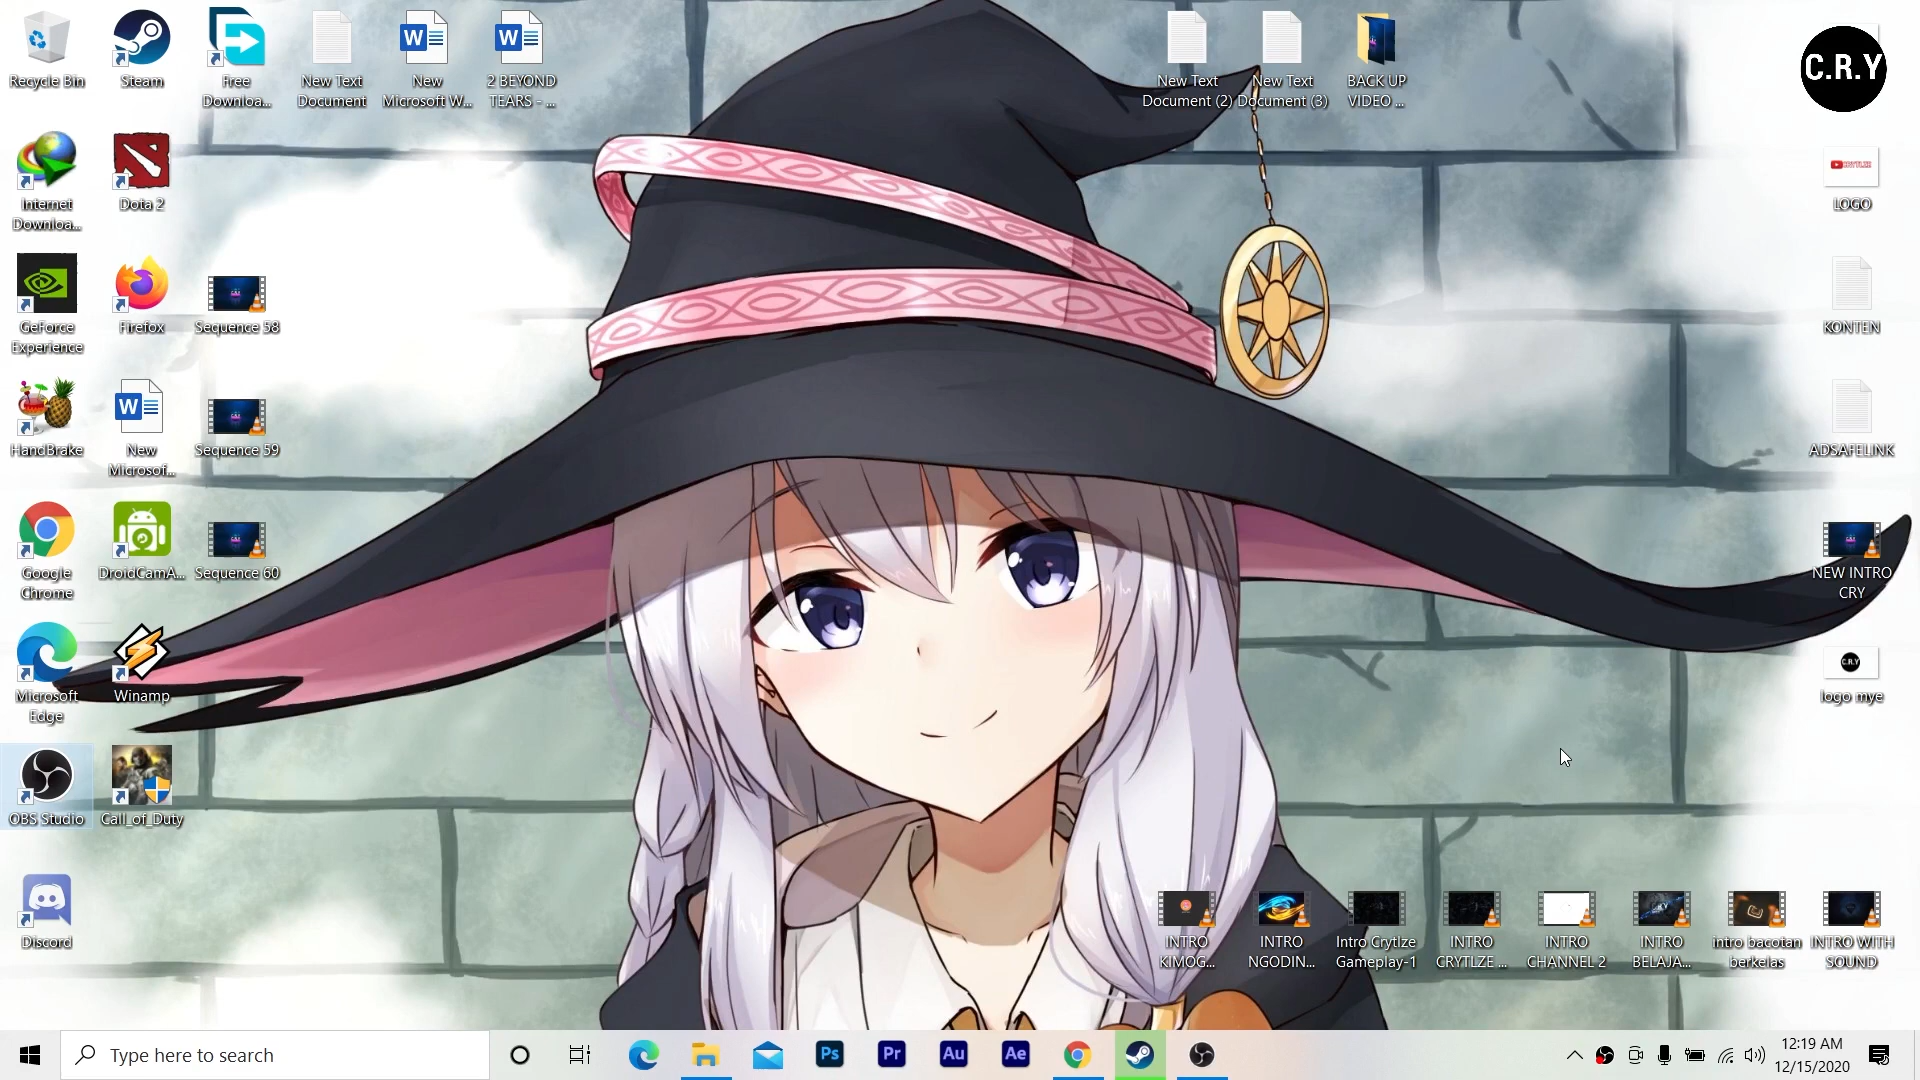 Recycle Bin
Steam
Free
Downloa...
New Text
Document
New
Microsoft W...
2 BEYOND
TEARS - ...
New Text
Document (2)
New Text
Document (3)
BACK UP
VIDEO ...
C.R.Y
Internet
Downloa...
Dota 2
LOGO
GeForce
Experience
Firefox
Sequence 58
KONTEN
HandBrake
New
Microsof...
Sequence 59
ADSAFELINK
Google
Chrome
DroidCamA...
Sequence 60
NEW INTRO
CRY
Microsoft
Edge
Winamp
C.R.Y
logo mye
OBS Studio
Call_of_Duty
Discord
INTRO
KIMOG...
INTRO
NGODIN...
Intro Crytlze
Gameplay-1
INTRO
CRYTLZE ...
INTRO
CHANNEL 2
INTRO
BELAJA...
intro bacotan
berkelas
INTRO WITH
SOUND
Type here to search
Ps
Pr
Au
Ae
12:19 AM
12/15/2020